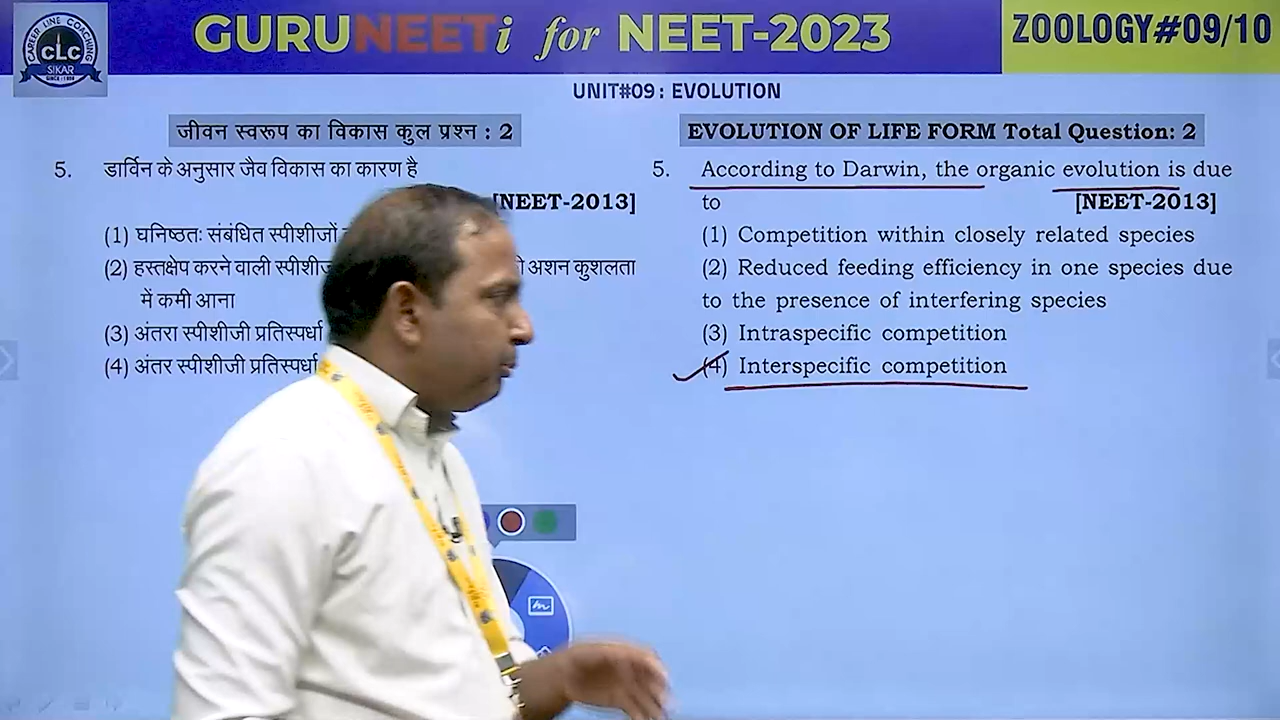 CAREER LINE COACHING
CLC
SIKAR
SINCE : 1996
GURUNEETi for NEET-2023
ZOOLOGY#09/10
UNIT#09 : EVOLUTION
जीवन स्वरूप का विकास कुल प्रश्न : 2
5. डार्विन के अनुसार जैव विकास का कारण है
[NEET-2013]
(1) घनिष्ठतः संबंधित स्पीशीजों
(2) हस्तक्षेप करने वाली अशन कुशलता
में कमी आना
(3) अंतरा स्पीशीजी प्रतिस्पर्धा
(4) अंतर स्पीशीजी प्रतिस्पर्धा
EVOLUTION OF LIFE FORM Total Question: 2
5. According to Darwin, the organic evolution is due
to [NEET-2013]
(1) Competition within closely related species
(2) Reduced feeding efficiency in one species due
to the presence of interfering species
(3) Intraspecific competition
(4) Interspecific competition